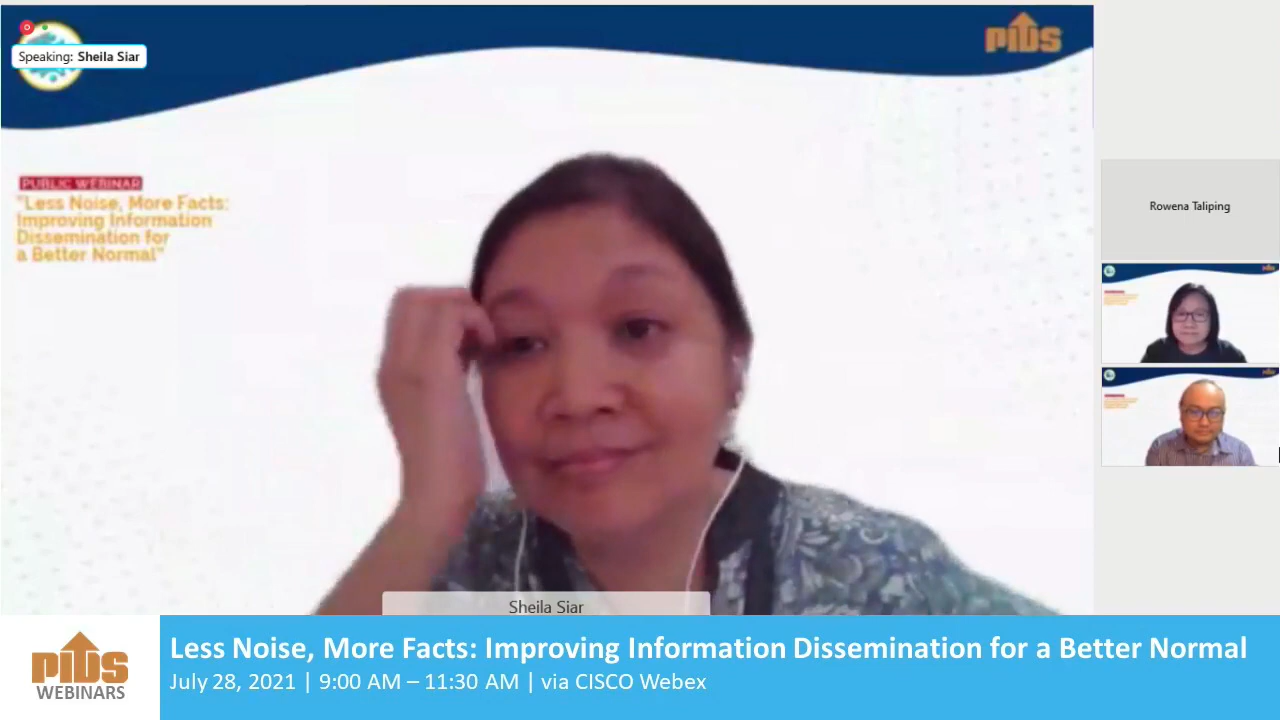 Speaking: Sheila Siar
PIDS
PUBLIC WEBINAR
"Less Noise, More Facts:
Improving Information
Dissemination for
a Better Normal"
Rowena Taliping
Sheila Siar
PIDS
WEBINARS
Less Noise, More Facts: Improving Information Dissemination for a Better Normal
July 28, 2021 | 9:00 AM – 11:30 AM | via CISCO Webex